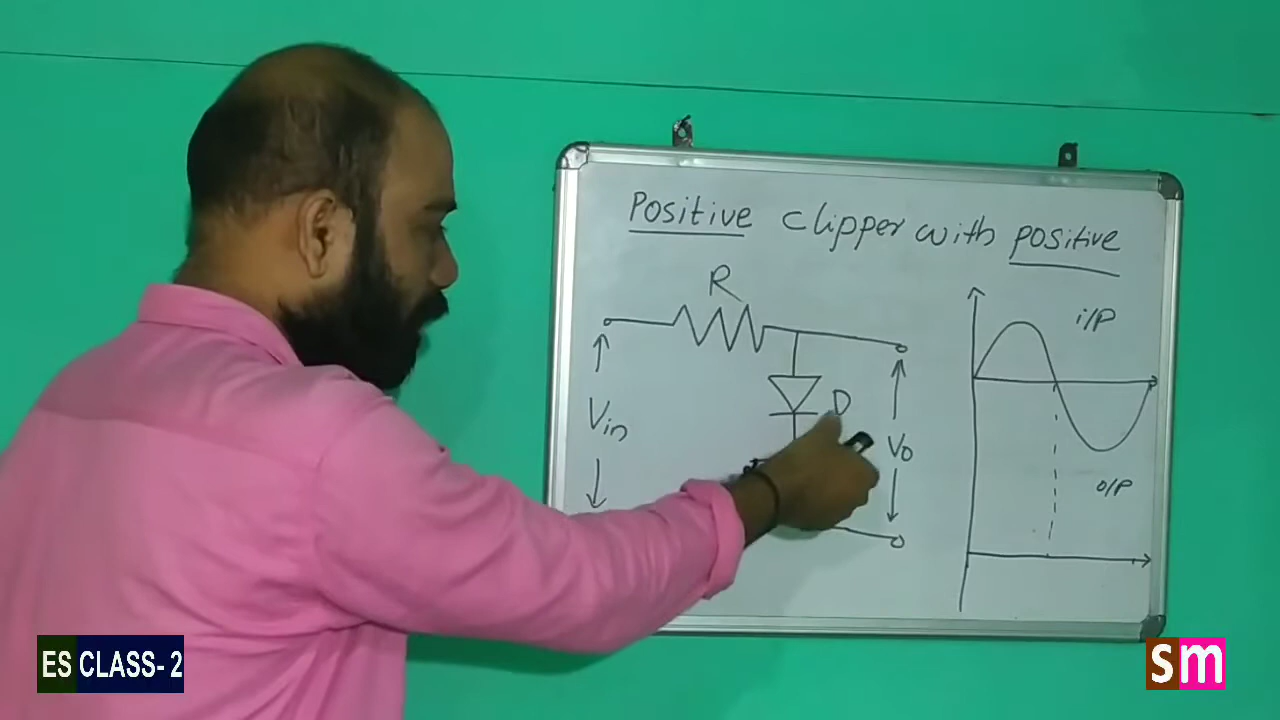 Positive clipper with positive
R
i/P
D
Vin
Vo
o/P
ES CLASS- 2
sm